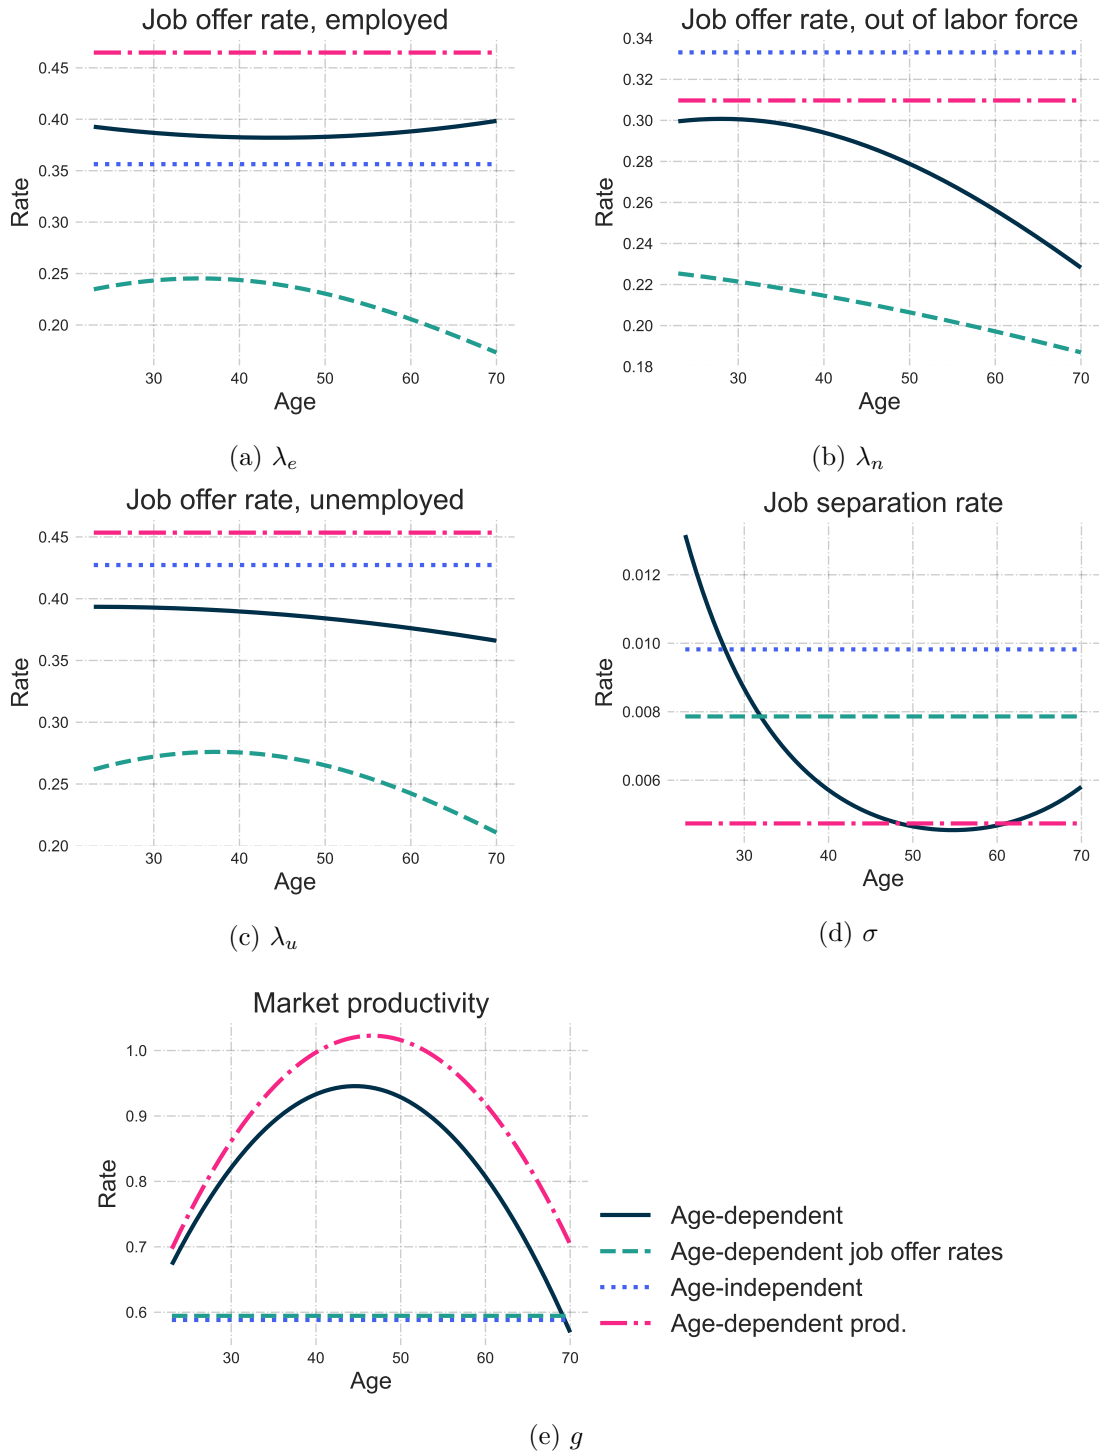 Job offer rate, employed
Rate
0.45
0.40
0.35
0.30
0.25
0.20
30 40 50 60 70
Age
(a) λe
Job offer rate, out of labor force
Rate
0.34
0.32
0.30
0.28
0.26
0.24
0.22
0.20
0.18
30 40 50 60 70
Age
(b) λn
Job offer rate, unemployed
Rate
0.45
0.40
0.35
0.30
0.25
0.20
30 40 50 60 70
Age
(c) λu
Job separation rate
Rate
0.012
0.010
0.008
0.006
30 40 50 60 70
Age
(d) σ
Market productivity
Rate
1.0
0.9
0.8
0.7
0.6
30 40 50 60 70
Age
Age-dependent
Age-dependent job offer rates
Age-independent
Age-dependent prod.
(e) g